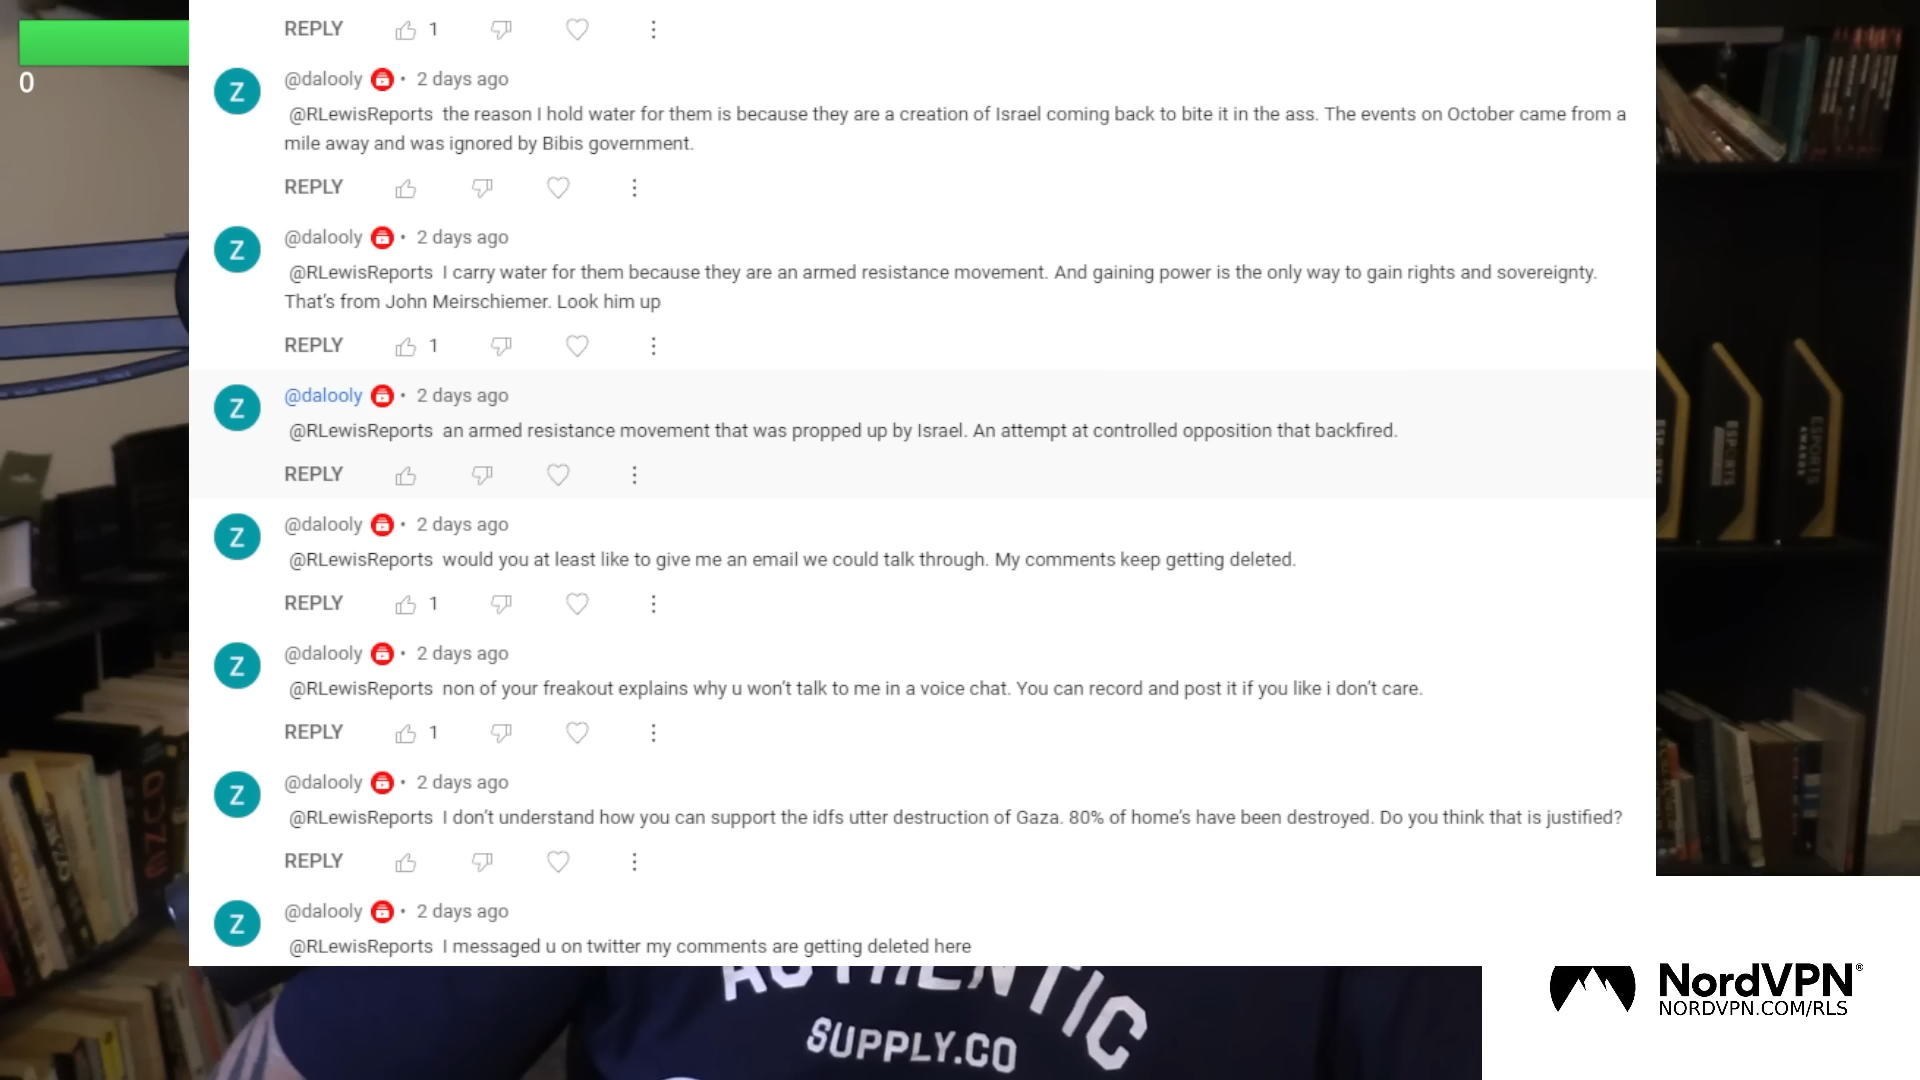 REPLY 1
0
Z @dalooly • 2 days ago
@RLewisReports the reason I hold water for them is because they are a creation of Israel coming back to bite it in the ass. The events on October came from a
mile away and was ignored by Bibis government.
REPLY
Z @dalooly • 2 days ago
@RLewisReports I carry water for them because they are an armed resistance movement. And gaining power is the only way to gain rights and sovereignty.
That's from John Meirschiemer. Look him up
REPLY 1
Z @dalooly • 2 days ago
@RLewisReports an armed resistance movement that was propped up by Israel. An attempt at controlled opposition that backfired.
REPLY
Z @dalooly • 2 days ago
@RLewisReports would you at least like to give me an email we could talk through. My comments keep getting deleted.
REPLY 1
Z @dalooly • 2 days ago
@RLewisReports non of your freakout explains why u won't talk to me in a voice chat. You can record and post it if you like i don't care.
REPLY 1
Z @dalooly • 2 days ago
@RLewisReports I don't understand how you can support the idfs utter destruction of Gaza. 80% of home's have been destroyed. Do you think that is justified?
REPLY
Z @dalooly • 2 days ago
@RLewisReports I messaged u on twitter my comments are getting deleted here
AUTHENTIC
SUPPLY.CO
NordVPN®
NORDVPN.COM/RLS
ESPORTS
AWARDS